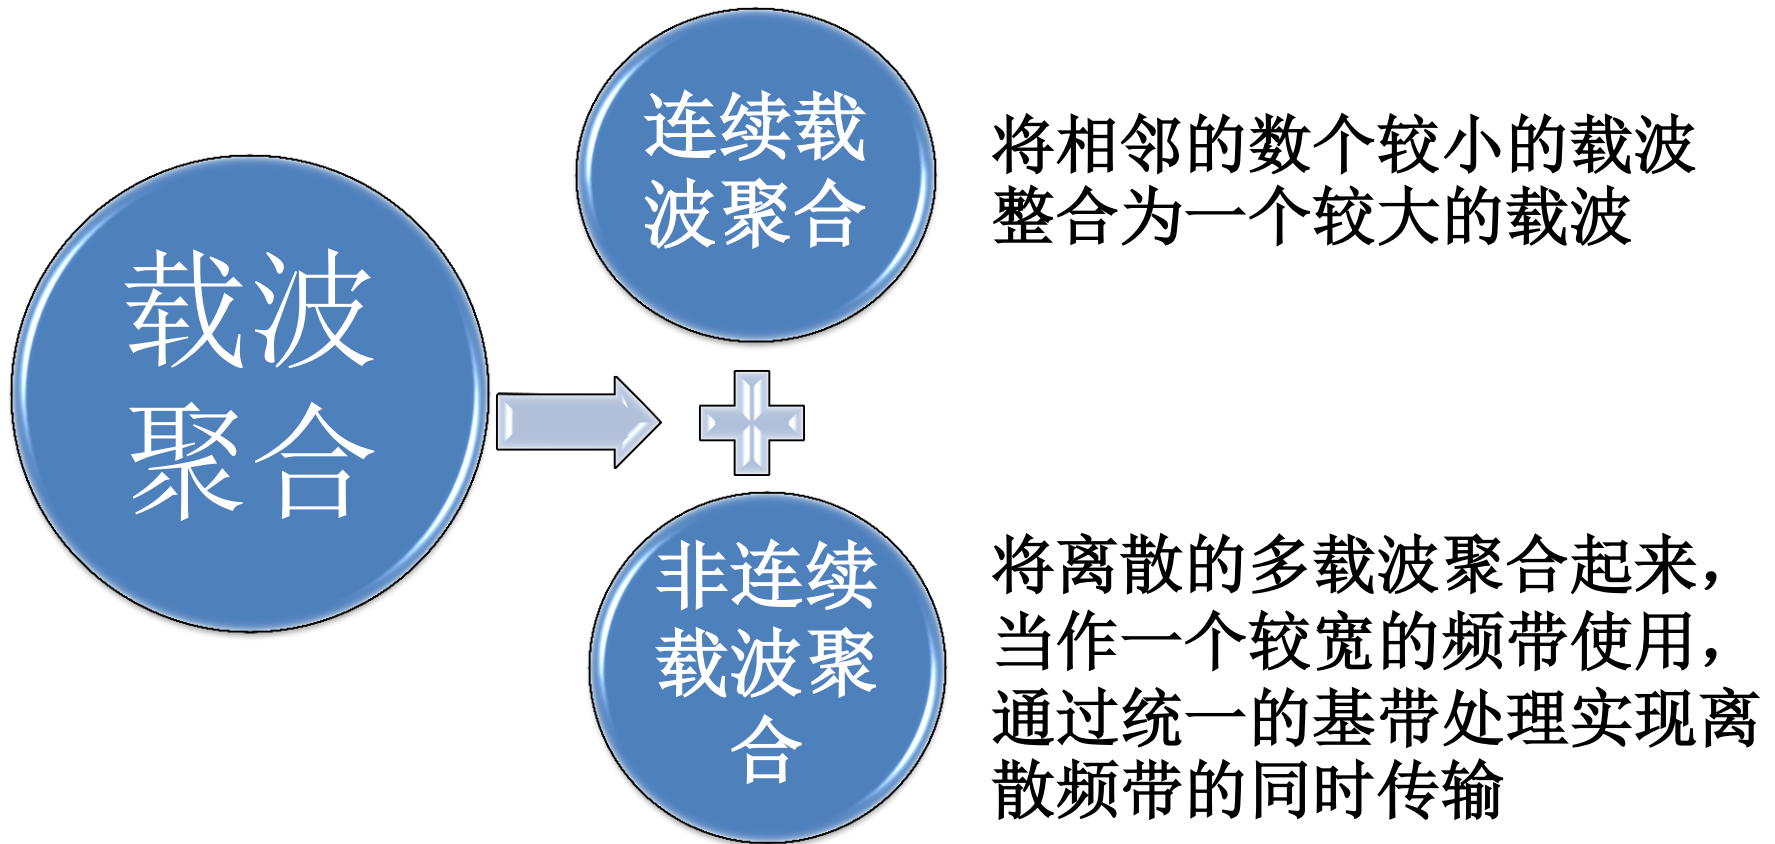 载波
聚合
连续载
波聚合
将相邻的数个较小的载波
整合为一个较大的载波
非连续
载波聚
合
将离散的多载波聚合起来，
当作一个较宽的频带使用，
通过统一的基带处理实现离
散频带的同时传输